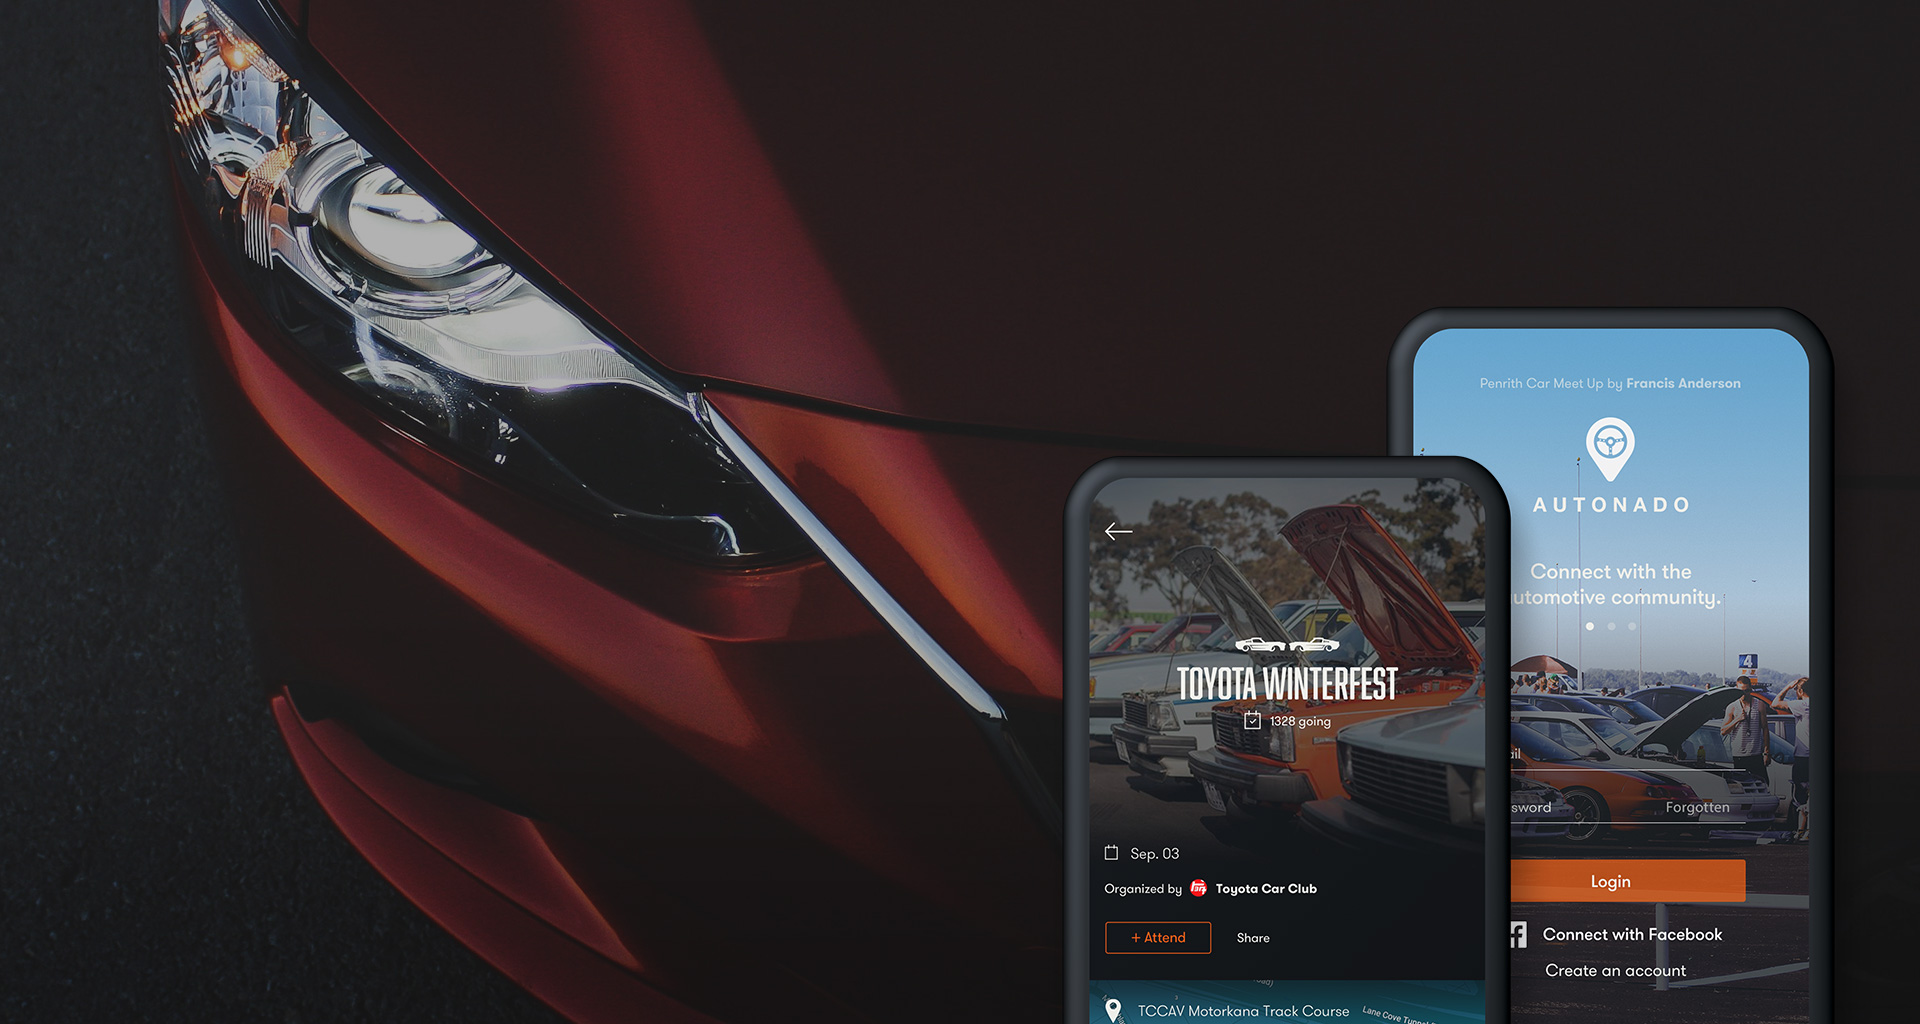 Penrith Car Meet Up by Francis Anderson
AUTONADO
Connect with the
utomotive community.
4
il
sword
Forgotten
Login
Connect with Facebook
Create an account
TOYOTA WINTERFEST
1328 going
Sep. 03
Organized by Toyota Car Club
+ Attend
Share
TCCAV Motorkana Track Course